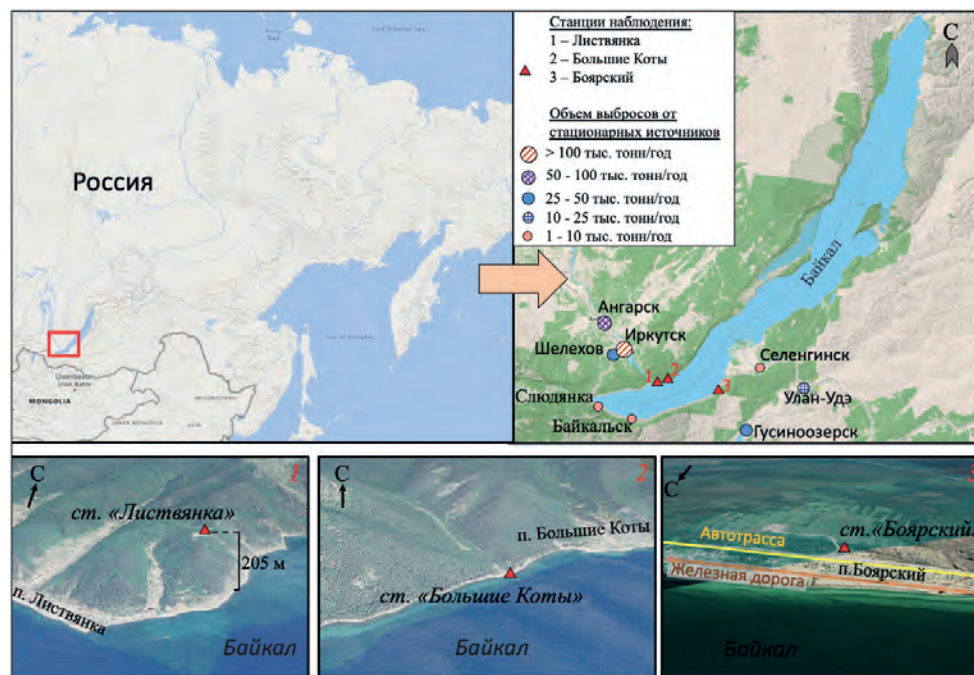 Россия
MONGOLIA
Станции наблюдения:
1 – Листвянка
2 – Большие Коты
3 – Боярский
Объем выбросов от
стационарных источников
> 100 тыс. тонн/год
50 - 100 тыс. тонн/год
25 - 50 тыс. тонн/год
10 - 25 тыс. тонн/год
1 - 10 тыс. тонн/год
С
Байкал
Ангарск
Иркутск
Шелехов
Селенгинск
1
2
3
Слюдянка
Улан-Удэ
Байкальск
Гусиноозерск
С
1
ст. «Листвянка»
205 м
п. Листвянка
Байкал
С
2
п. Большие Коты
ст. «Большие Коты»
Байкал
С
3
Автотрасса
ст.«Боярский»
п.Боярский
Железная дорога
Байкал